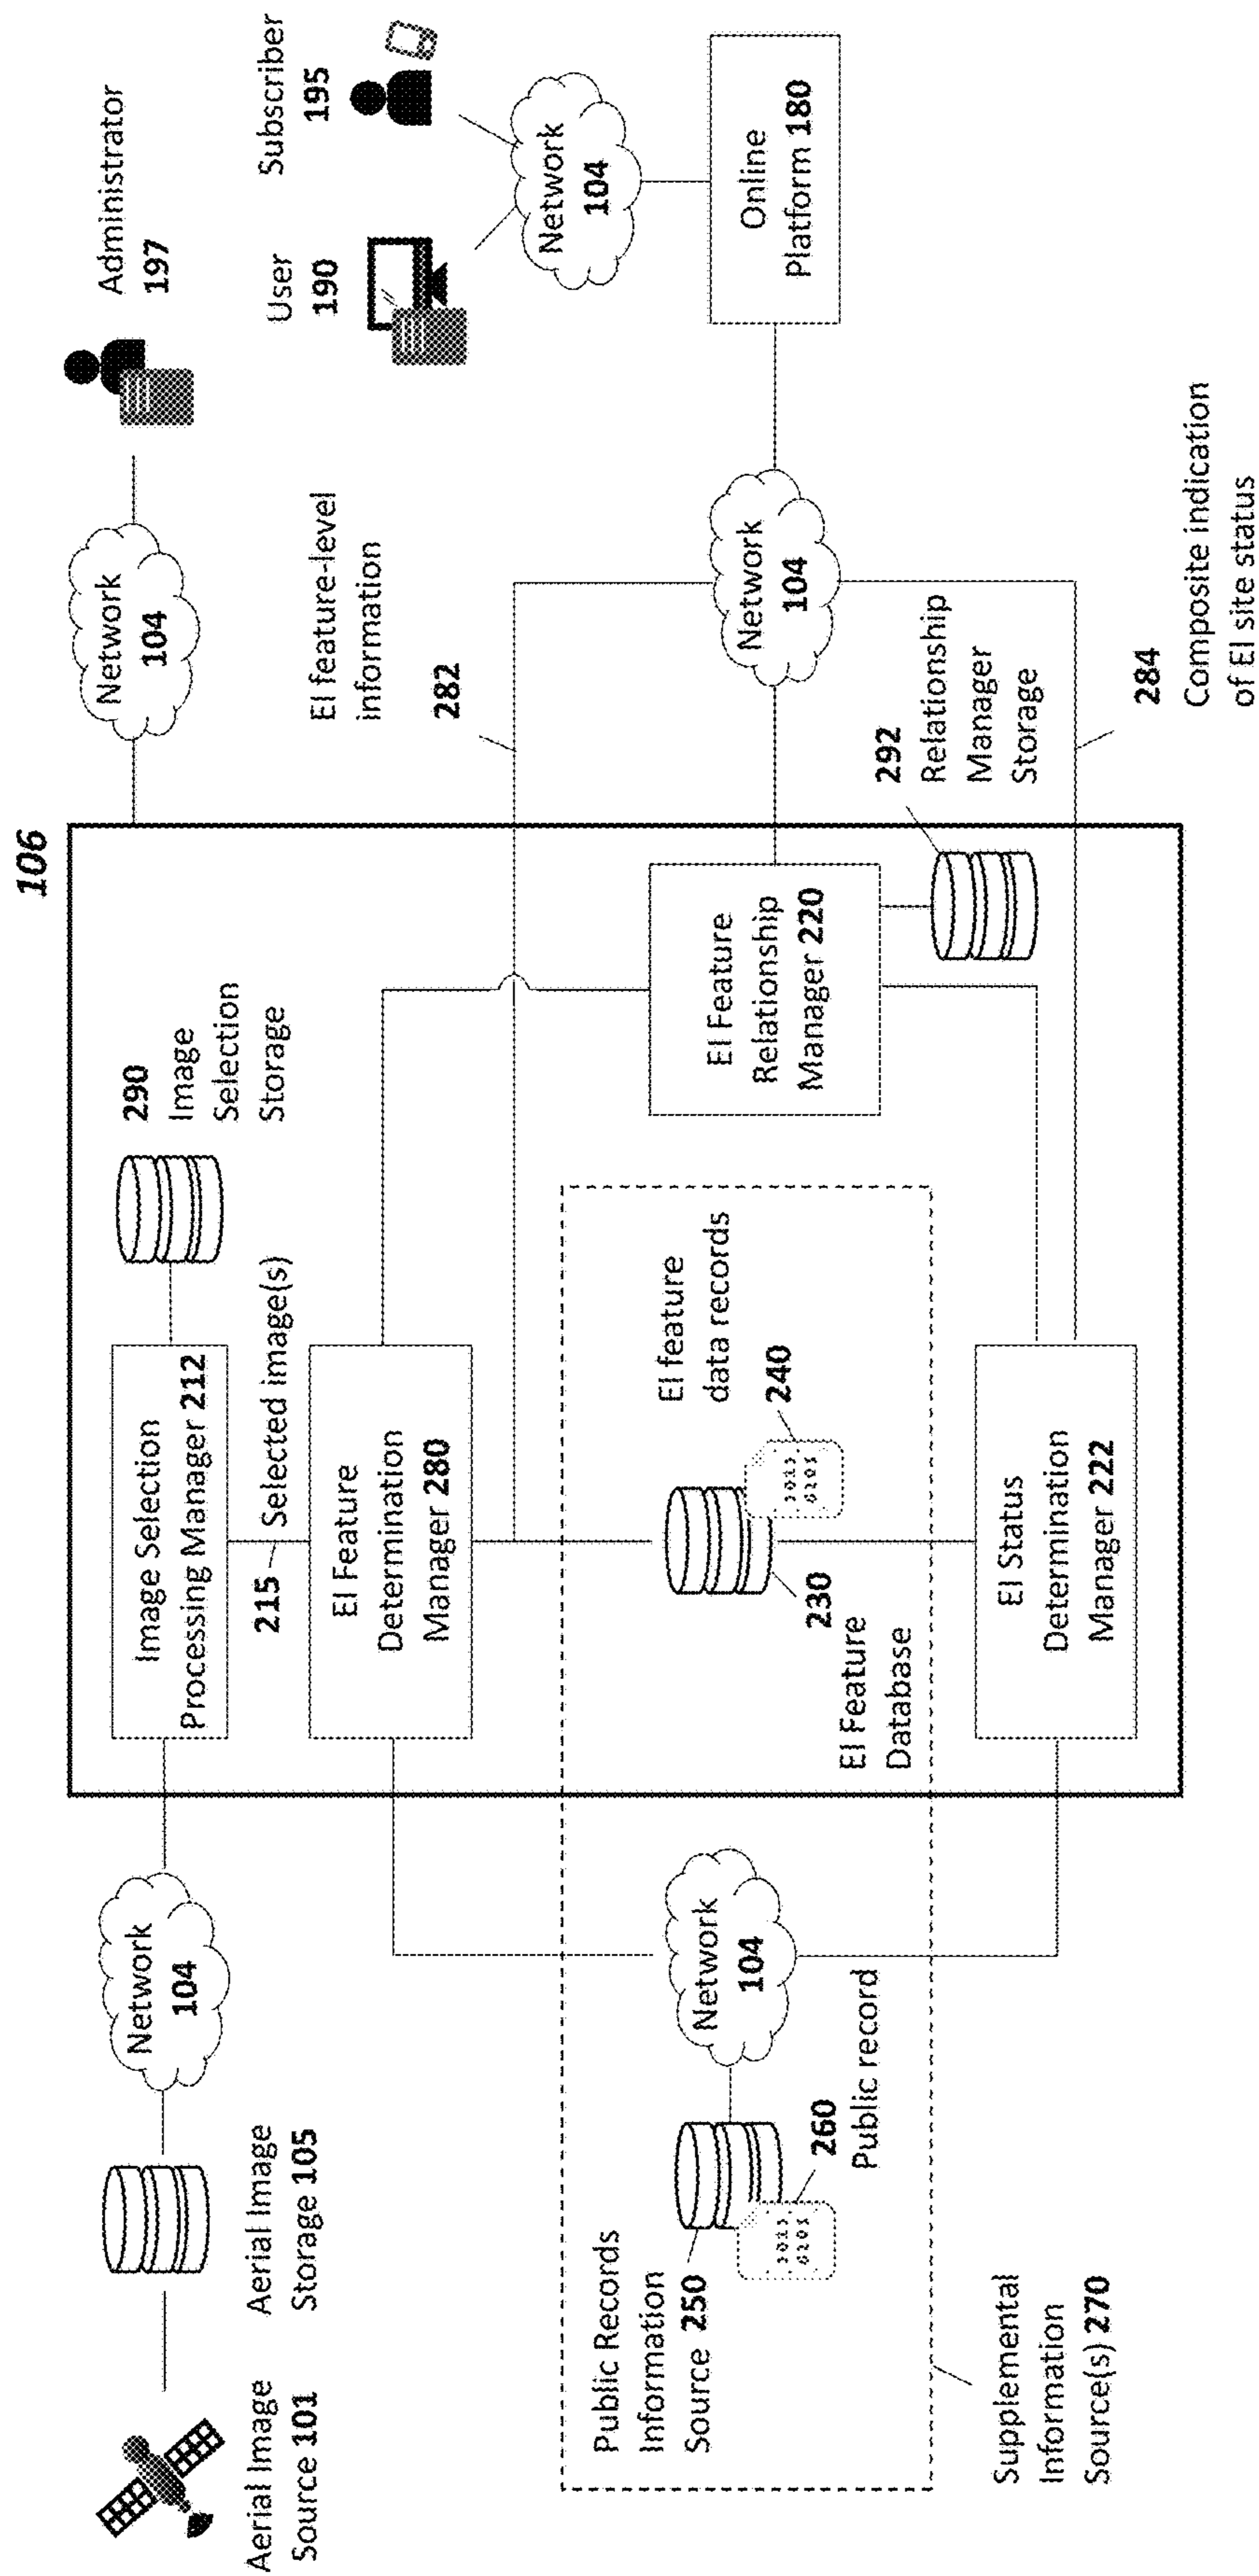 106
Aerial Image
Source 101
Aerial Image
Storage 105
Network
104
Image Selection
Processing Manager 212
290
Image
Selection
Storage
Network
104
Administrator
197
215
Selected image(s)
EI Feature
Determination
Manager 280
EI feature-level
information
282
User
190
Subscriber
195
Network
104
Public Records
Information
Source 250
260
Public record
Network
104
EI Feature
Database
230
EI feature
data records
240
EI Feature
Relationship
Manager 220
292
Relationship
Manager
Storage
Network
104
Online
Platform 180
Supplemental
Information
Source(s) 270
EI Status
Determination
Manager 222
284
Composite indication
of EI site status